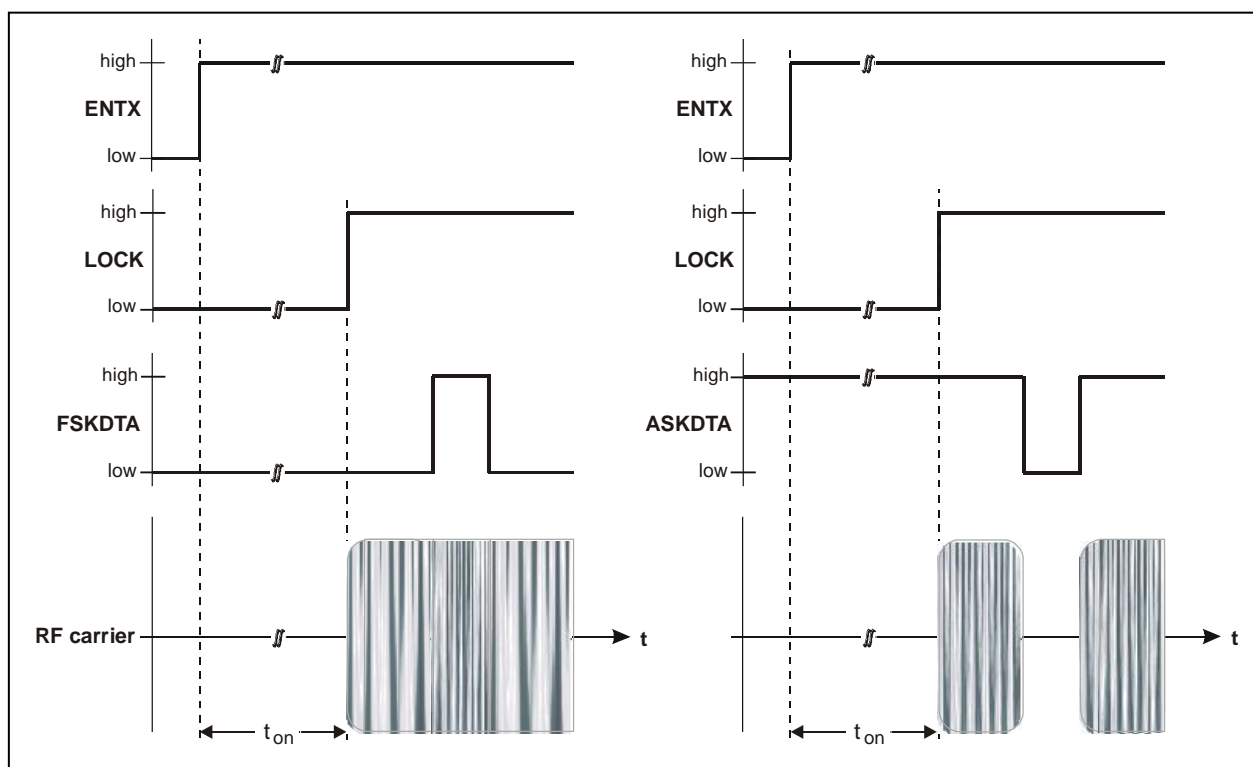 high
ENTX
low
high
LOCK
low
high
FSKDTA
low
RF carrier
t
t on
high
ENTX
low
high
LOCK
low
high
ASKDTA
low
t
t on